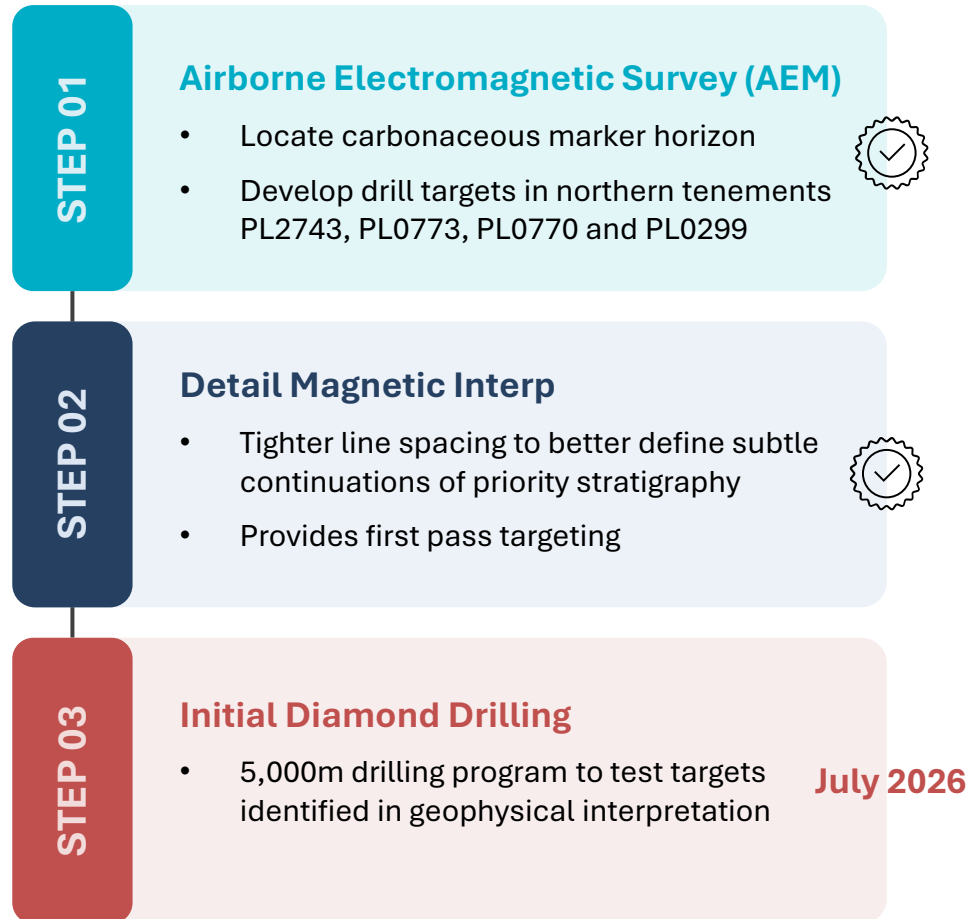 STEP 01
Airborne Electromagnetic Survey (AEM)
• Locate carbonaceous marker horizon
• Develop drill targets in northern tenements
PL2743, PL0773, PL0770 and PL0299
STEP 02
Detail Magnetic Interp
• Tighter line spacing to better define subtle
continuations of priority stratigraphy
• Provides first pass targeting
STEP 03
Initial Diamond Drilling
• 5,000m drilling program to test targets
identified in geophysical interpretation
July 2026